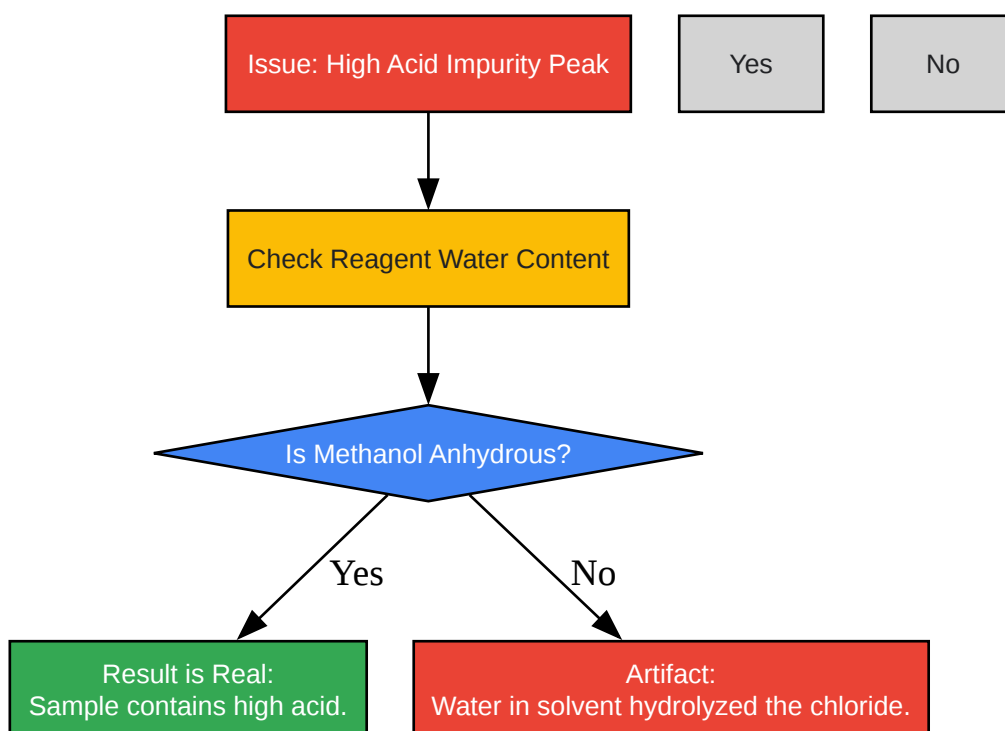 Issue: High Acid Impurity Peak
Yes
No
Check Reagent Water Content
Is Methanol Anhydrous?
Yes
No
Result is Real:
Sample contains high acid.
Artifact:
Water in solvent hydrolyzed the chloride.